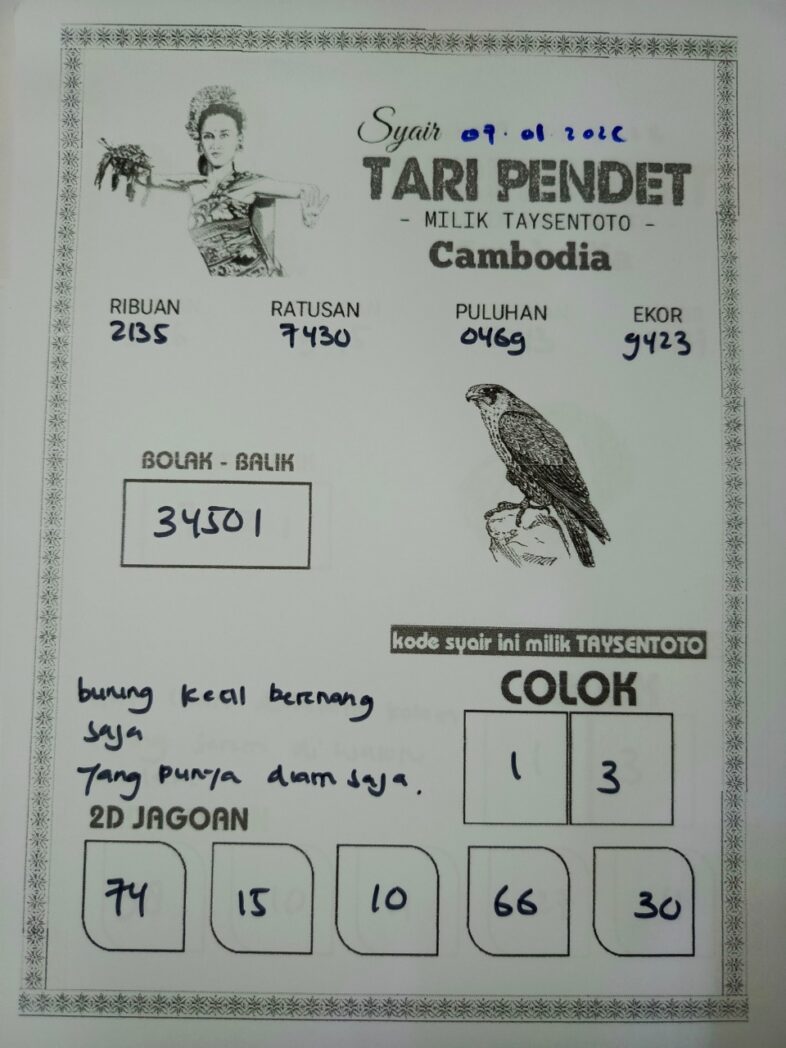 Syair 09.01.2026
TARI PENDET
- MILIK TAYSENTOTO -
Cambodia
RIBUAN RATUSAN PULUHAN EKOR
2135 7430 0469 9423
BOLAK - BALIK
34501
kode syair ini milik TAYSENTOTO
COLOK
1 3
burung kecil berenang
saja
Yang punya diam saja.
2D JAGOAN
74 15 10 66 30